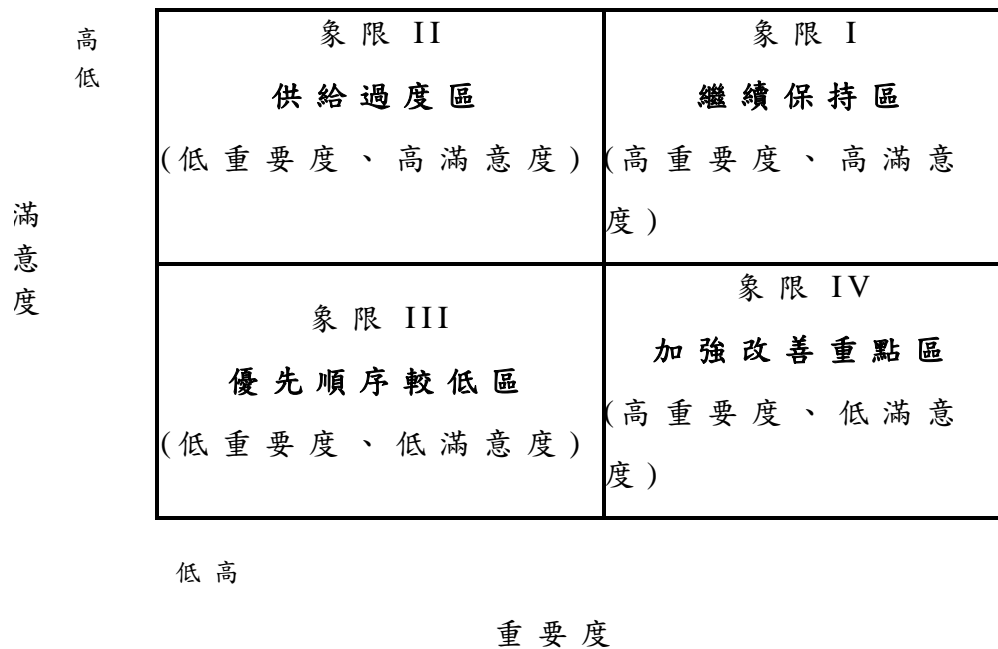 高
低
滿
意
度
象限 II
供給過度區
(低重要度、高滿意度)
象限 I
繼續保持區
(高重要度、高滿意
度)
象限 III
優先順序較低區
(低重要度、低滿意度)
象限 IV
加強改善重點區
(高重要度、低滿意
度)
低 高
重要度